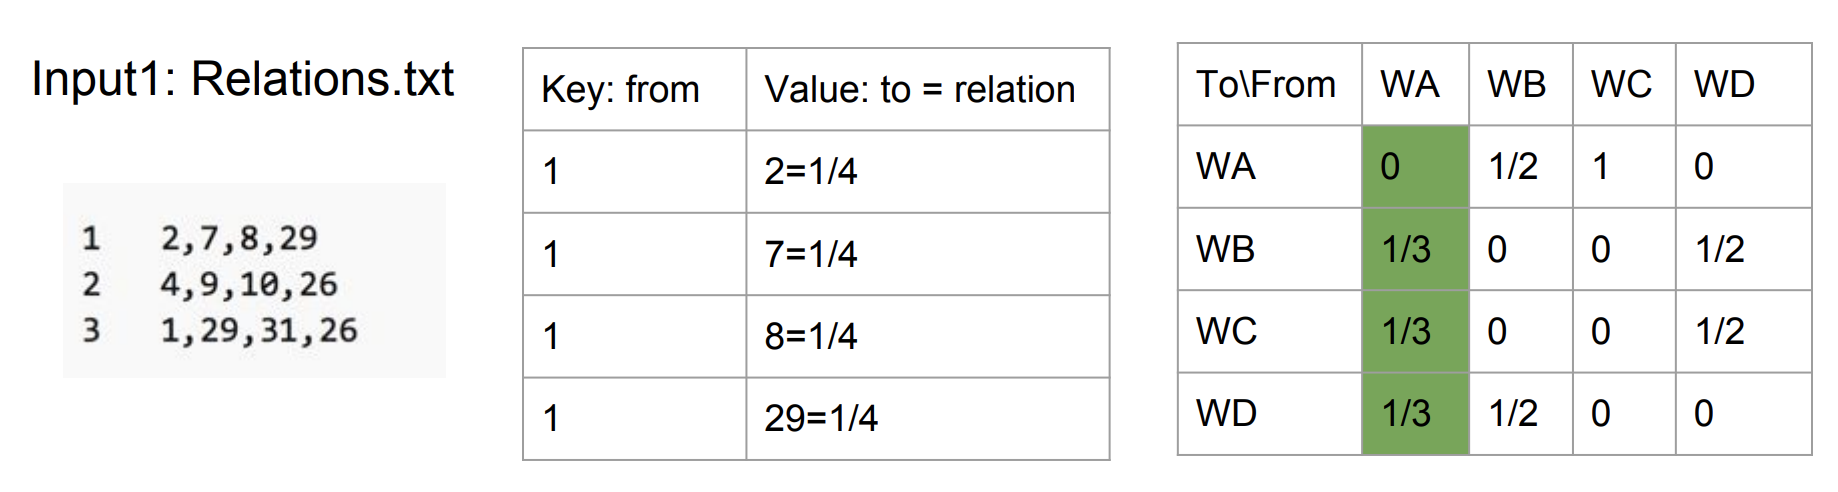 Input1: Relations.txt
1 2,7,8,29
2 4,9,10,26
3 1,29,31,26
Key: from Value: to = relation
1 2=1/4
1 7=1/4
1 8=1/4
1 29=1/4
To\From WA WB WC WD
WA 0 1/2 1 0
WB 1/3 0 0 1/2
WC 1/3 0 0 1/2
WD 1/3 1/2 0 0